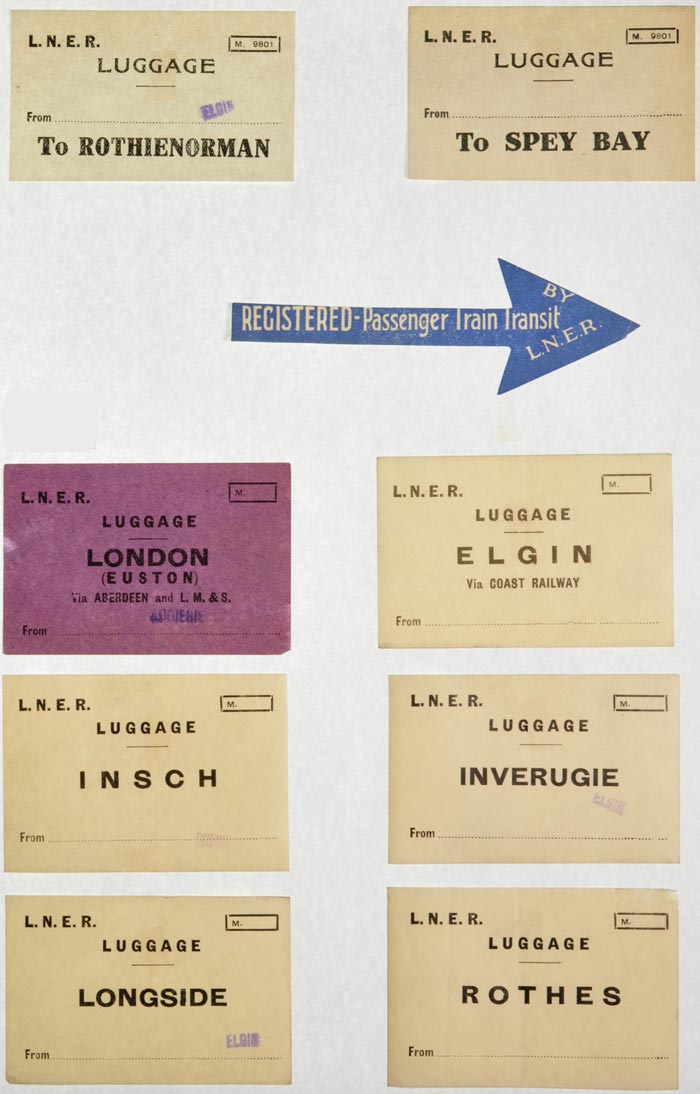 L. N. E. R.
M. 9801
LUGGAGE
ELGIN
From
To ROTHIENORMAN
L. N. E. R.
M. 9801
LUGGAGE
From
To SPEY BAY
REGISTERED-Passenger Train Transit
BY
L.N.E.R.
L. N. E. R.
M.
LUGGAGE
LONDON
(EUSTON)
Via ABERDEEN and L. M. & S.
From
L. N. E. R.
M.
LUGGAGE
ELGIN
Via COAST RAILWAY
From
L. N. E. R.
M.
LUGGAGE
INSCH
From
L. N. E. R.
M.
LUGGAGE
INVERUGIE
ELGIN
From
L. N. E. R.
M.
LUGGAGE
LONGSIDE
ELGIN
From
L. N. E. R.
M.
LUGGAGE
ROTHES
From